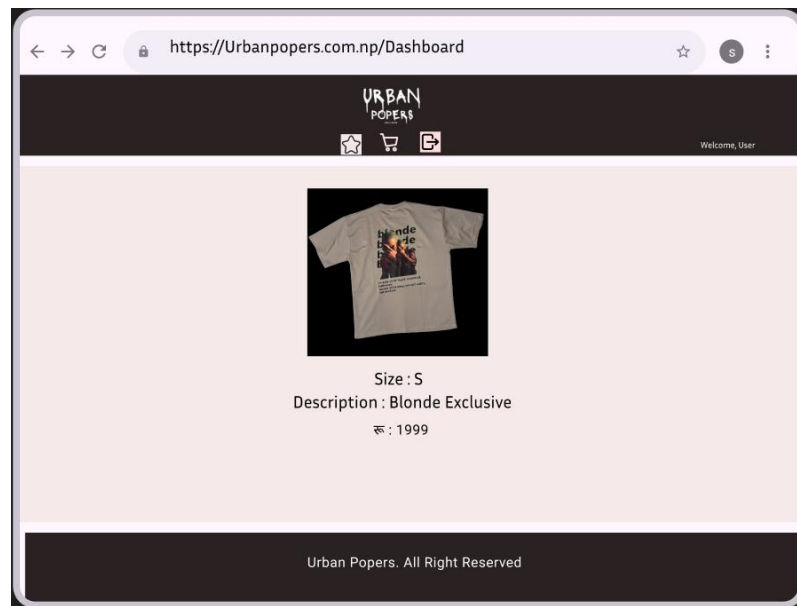 https://Urbanpopers.com.np/Dashboard
s
URBAN
POPERS
Welcome, User
blonde
Size : S
Description : Blonde Exclusive
रू : 1999
Urban Popers. All Right Reserved